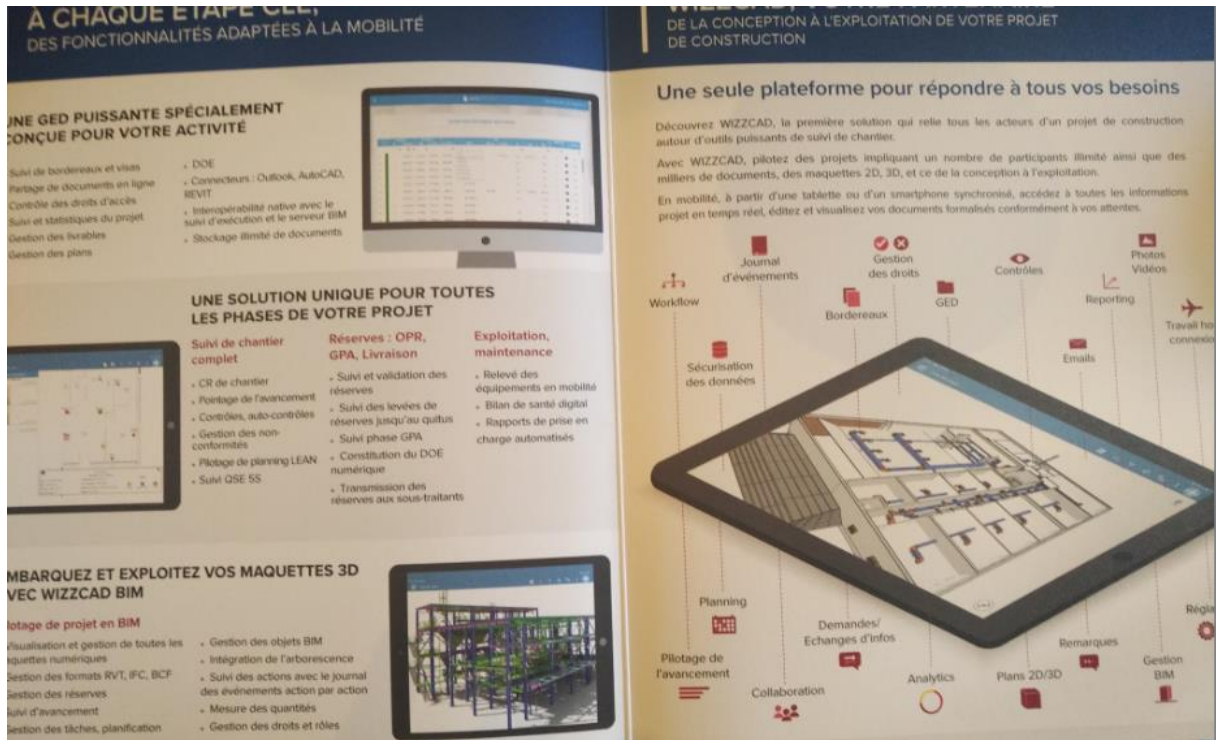 À CHAQUE ÉTAPE CLÉ,
DES FONCTIONNALITÉS ADAPTÉES À LA MOBILITÉ
UNE GED PUISSANTE SPÉCIALEMENT
CONÇUE POUR VOTRE ACTIVITÉ
Suivi de bordereaux et visas
Partage de documents en ligne
Contrôle des droits d'accès
Suivi et statistiques du projet
Gestion des livrables
Gestion des plans
• DOE
• Connecteurs : Outlook, AutoCAD,
REVIT
• Interopérabilité native avec le
suivi d'exécution et le serveur BIM
• Stockage illimité de documents
UNE SOLUTION UNIQUE POUR TOUTES
LES PHASES DE VOTRE PROJET
Suivi de chantier
complet
• CR de chantier
• Pointage de l'avancement
• Contrôles, auto-contrôles
• Gestion des non-
conformités
• Pilotage de planning LEAN
• Suivi QSE 5S
Réserves : OPR,
GPA, Livraison
• Suivi et validation des
réserves
• Suivi des levées de
réserves jusqu'au quitus
• Suivi phase GPA
• Constitution du DOE
numérique
• Transmission des
réserves aux sous-traitants
Exploitation,
maintenance
• Relevé des
équipements en mobilité
• Bilan de santé digital
• Rapports de prise en
charge automatisés
MBARQUEZ ET EXPLOITEZ VOS MAQUETTES 3D
VEC WIZZCAD BIM
lotage de projet en BIM
Visualisation et gestion de toutes les
aquettes numériques
Gestion des formats RVT, IFC, BCF
Gestion des réserves
Suivi d'avancement
Gestion des tâches, planification
• Gestion des objets BIM
• Intégration de l'arborescence
• Suivi des actions avec le journal
des événements action par action
• Mesure des quantités
• Gestion des droits et rôles
WIZZCAD, VOTRE PARTENAIRE
DE LA CONCEPTION À L'EXPLOITATION DE VOTRE PROJET
DE CONSTRUCTION
Une seule plateforme pour répondre à tous vos besoins
Découvrez WIZZCAD, la première solution qui relie tous les acteurs d'un projet de construction
autour d'outils puissants de suivi de chantier.
Avec WIZZCAD, pilotez des projets impliquant un nombre de participants illimité ainsi que des
milliers de documents, des maquettes 2D, 3D, et ce de la conception à l'exploitation.
En mobilité, à partir d'une tablette ou d'un smartphone synchronisé, accédez à toutes les informations
projet en temps réel, éditez et visualisez vos documents formalisés conformément à vos attentes.
Workflow
Journal
d'événements
Gestion
des droits
Bordereaux
GED
Contrôles
Photos
Vidéos
Reporting
Travail ho
connexio
Sécurisation
des données
Emails
Planning
Demandes/
Echanges d'Infos
Pilotage de
l'avancement
Collaboration
Analytics
Plans 2D/3D
Remarques
Gestion
BIM
Régla